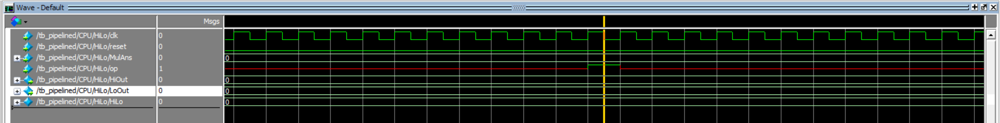 Wave - Default
Msgs
/tb_pipelined/CPU/HiLo/clk 0
/tb_pipelined/CPU/HiLo/reset 0
/tb_pipelined/CPU/HiLo/MulAns 0 0
/tb_pipelined/CPU/HiLo/op 1
/tb_pipelined/CPU/HiLo/HiOut 0 0
/tb_pipelined/CPU/HiLo/LoOut 0 0
/tb_pipelined/CPU/HiLo/HiLo 0 0